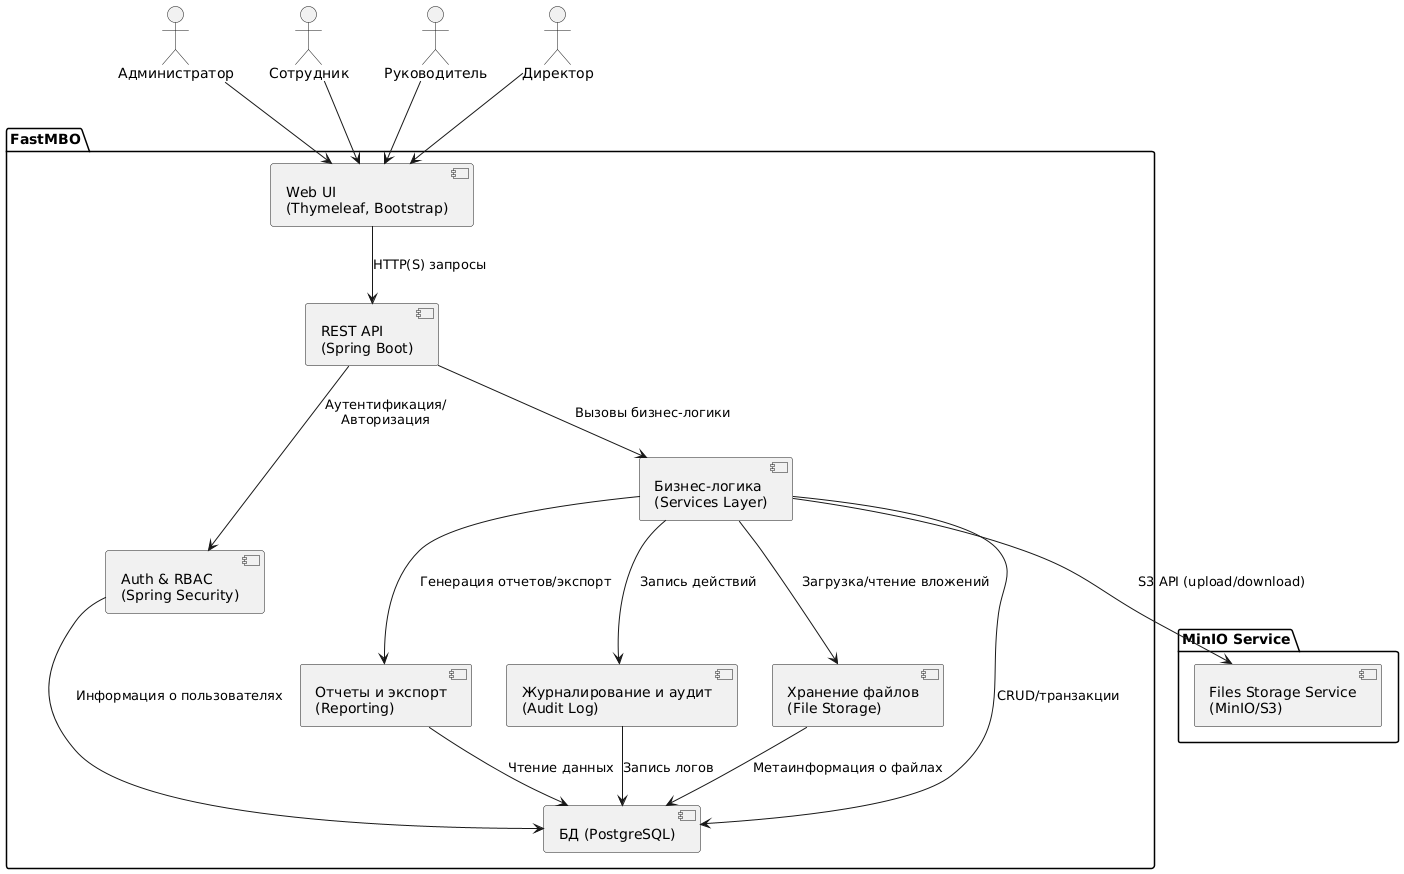 Администратор
Сотрудник
Руководитель
Директор
FastMBO
Web UI
(Thymeleaf, Bootstrap)
HTTP(S) запросы
REST API
(Spring Boot)
Аутентификация/
Авторизация
Вызовы бизнес-логики
Бизнес-логика
(Services Layer)
Auth & RBAC
(Spring Security)
Генерация отчетов/экспорт
Запись действий
Загрузка/чтение вложений
S3 API (upload/download)
MinIO Service
Files Storage Service
(MinIO/S3)
Информация о пользователях
Отчеты и экспорт
(Reporting)
Журналирование и аудит
(Audit Log)
Хранение файлов
(File Storage)
CRUD/транзакции
Чтение данных
Запись логов
Метаинформация о файлах
БД (PostgreSQL)